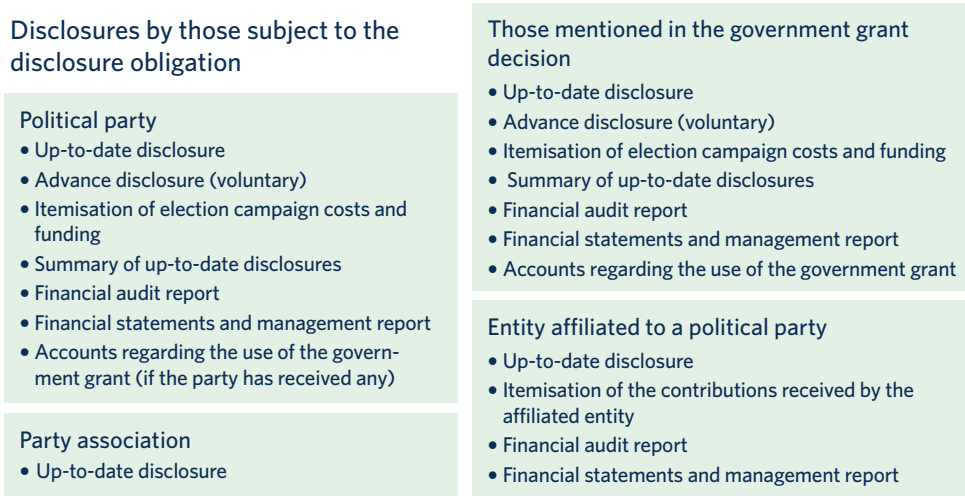 Disclosures by those subject to the
disclosure obligation
Political party
• Up-to-date disclosure
• Advance disclosure (voluntary)
• Itemisation of election campaign costs and
funding
• Summary of up-to-date disclosures
• Financial audit report
• Financial statements and management report
• Accounts regarding the use of the govern-
ment grant (if the party has received any)
Party association
• Up-to-date disclosure
Those mentioned in the government grant
decision
• Up-to-date disclosure
• Advance disclosure (voluntary)
• Itemisation of election campaign costs and funding
• Summary of up-to-date disclosures
• Financial audit report
• Financial statements and management report
• Accounts regarding the use of the government grant
Entity affiliated to a political party
• Up-to-date disclosure
• Itemisation of the contributions received by the
affiliated entity
• Financial audit report
• Financial statements and management report